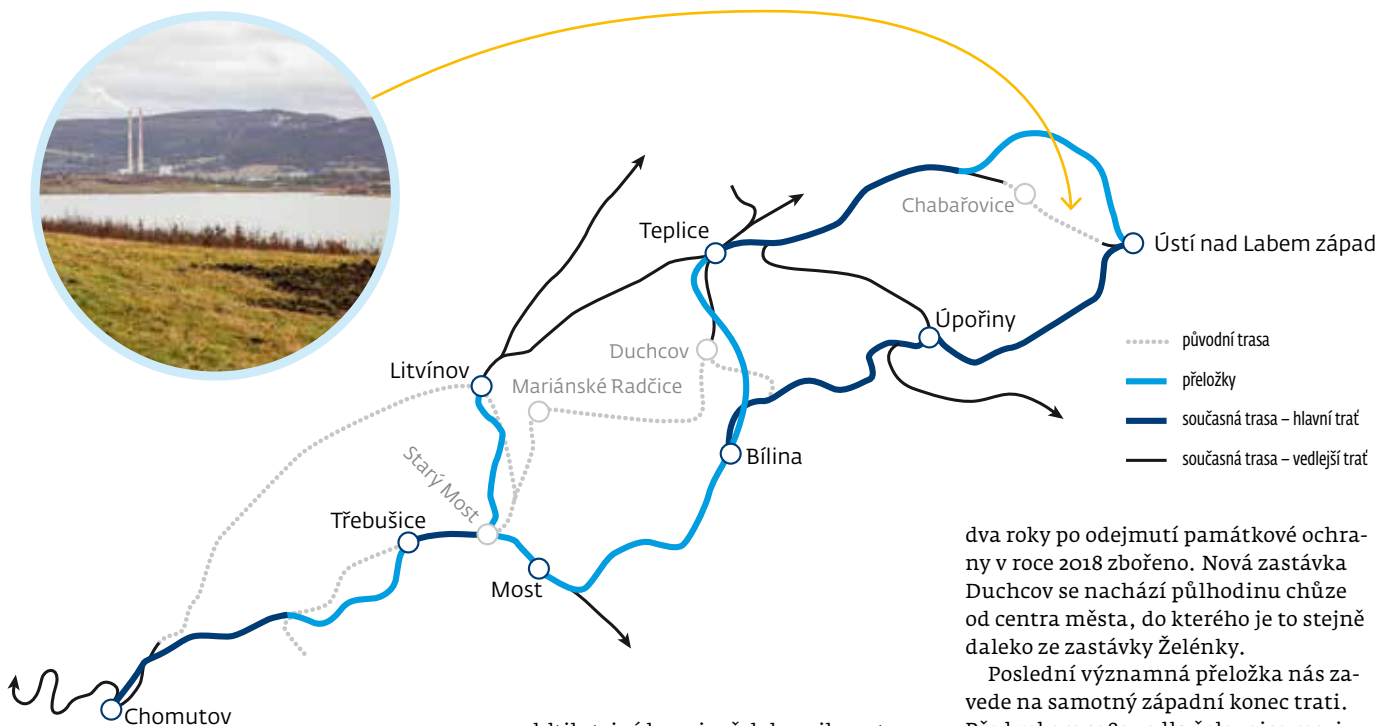 Chabařovice
Teplice
Ústí nad Labem západ
Úpořiny
původní trasa
přeložky
současná trasa – hlavní trať
současná trasa – vedlejší trať
Duchcov
Litvínov
Mariánské Radčice
Bílina
Starý Most
Třebušice
Most
Chomutov
dva roky po odejmutí památkové ochra-
ny v roce 2018 zbořeno. Nová zastávka
Duchcov se nachází půlhodinu chůze
od centra města, do kterého je to stejně
daleko ze zastávky Želénky.
Poslední významná přeložka nás za-
vede na samotný západní konec trati.